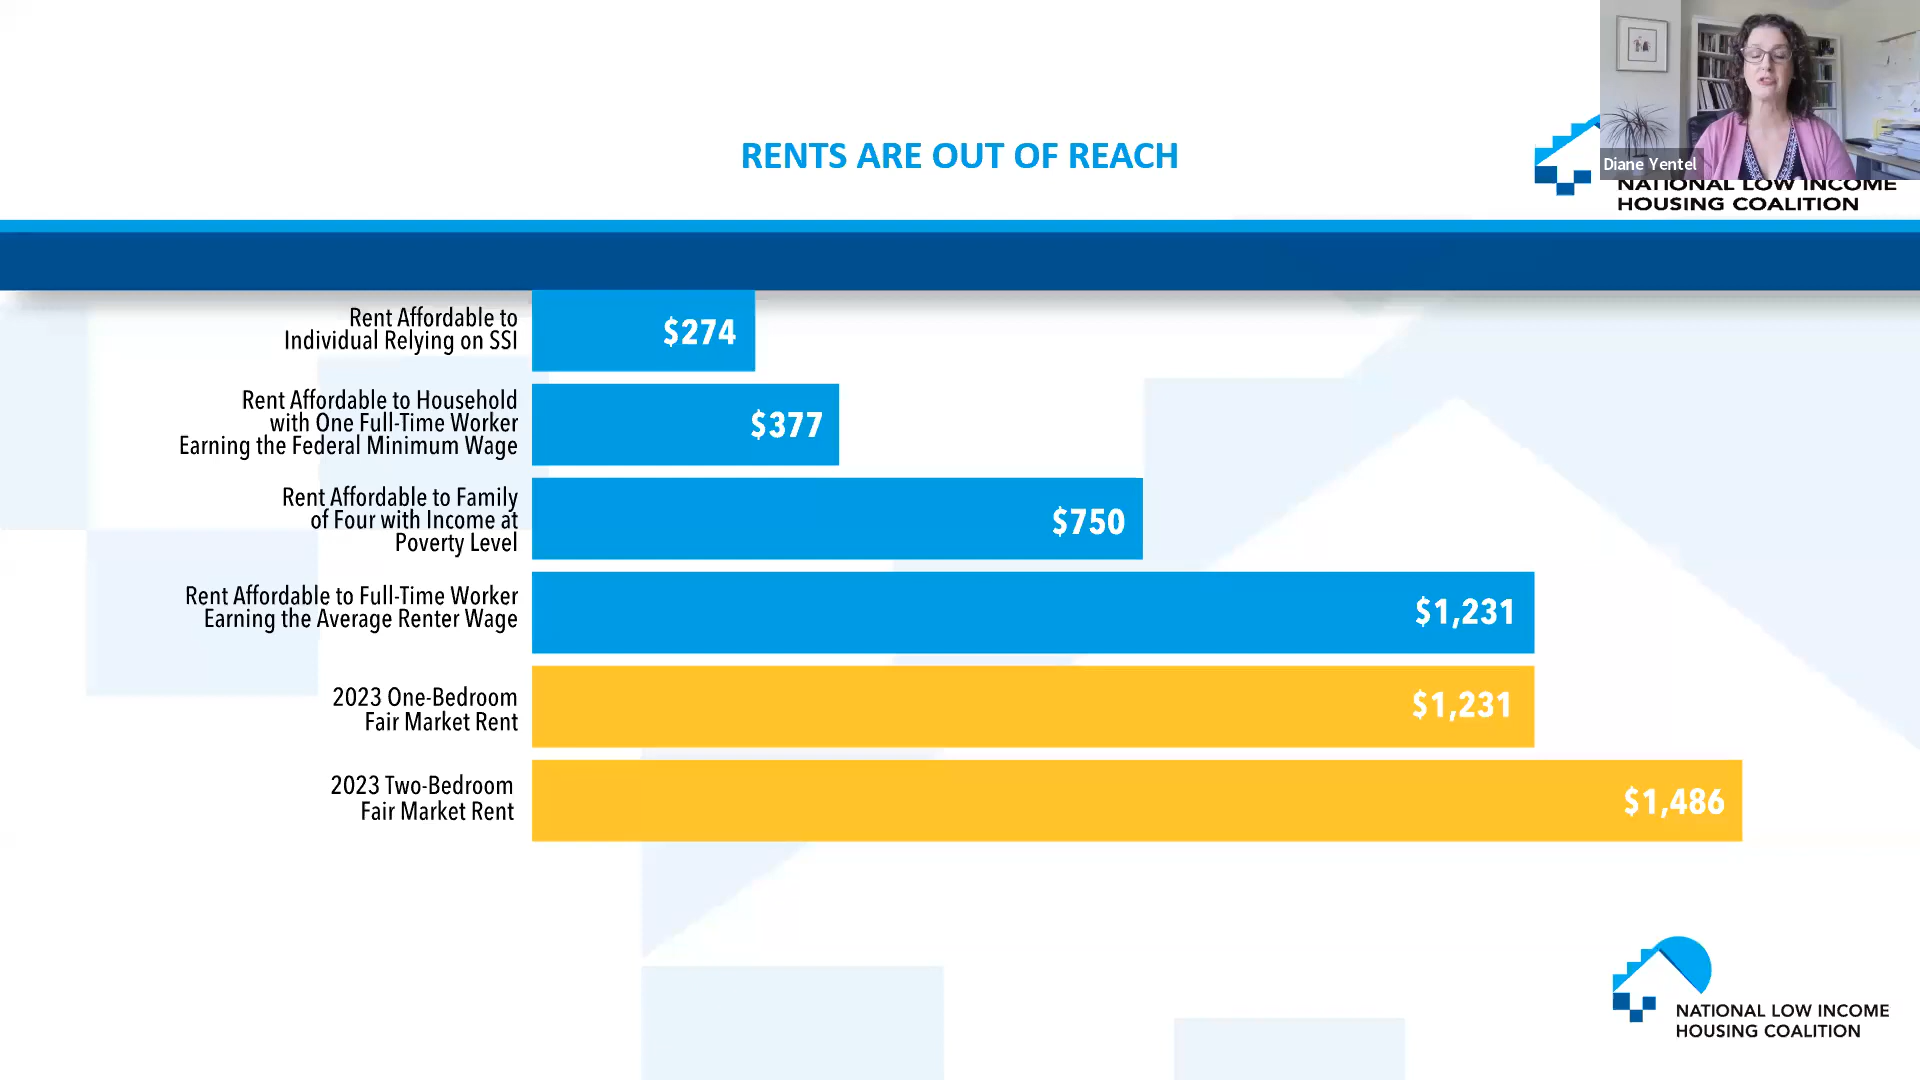 RENTS ARE OUT OF REACH
Diane Yentel
NATIONAL LOW INCOME
HOUSING COALITION
Rent Affordable to
Individual Relying on SSI
$274
Rent Affordable to Household
with One Full-Time Worker
Earning the Federal Minimum Wage
$377
Rent Affordable to Family
of Four with Income at
Poverty Level
$750
Rent Affordable to Full-Time Worker
Earning the Average Renter Wage
$1,231
2023 One-Bedroom
Fair Market Rent
$1,231
2023 Two-Bedroom
Fair Market Rent
$1,486
NATIONAL LOW INCOME
HOUSING COALITION